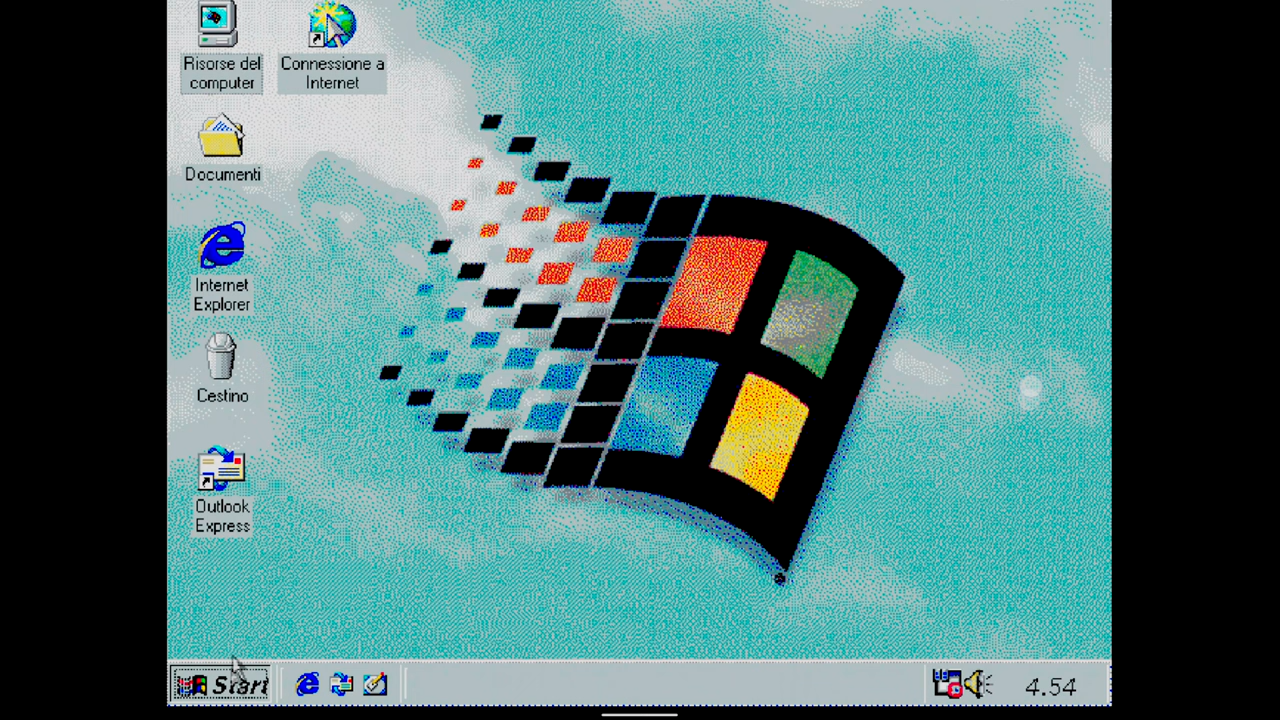 Risorse del
computer
Connessione a
Internet
Documenti
Internet
Explorer
Cestino
Outlook
Express
Start
4.54